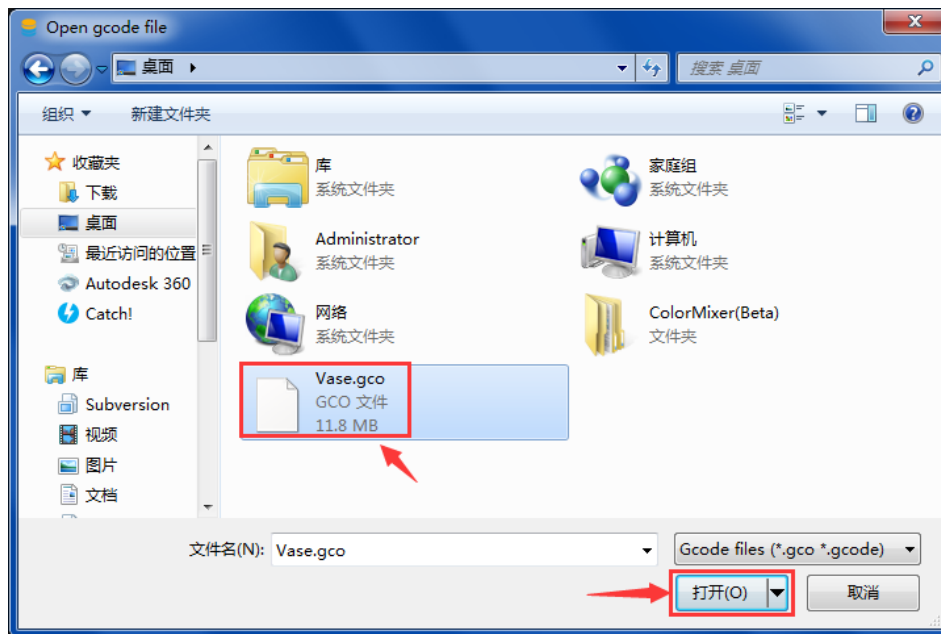 Open gcode file
桌面
搜索 桌面
组织
新建文件夹
收藏夹
下载
桌面
最近访问的位置
Autodesk 360
Catch!
库
Subversion
视频
图片
文档
库
系统文件夹
家庭组
系统文件夹
Administrator
系统文件夹
计算机
系统文件夹
网络
系统文件夹
ColorMixer(Beta)
文件夹
Vase.gco
GCO 文件
11.8 MB
文件名(N): Vase.gco
Gcode files (*.gco *.gcode)
打开(O)
取消